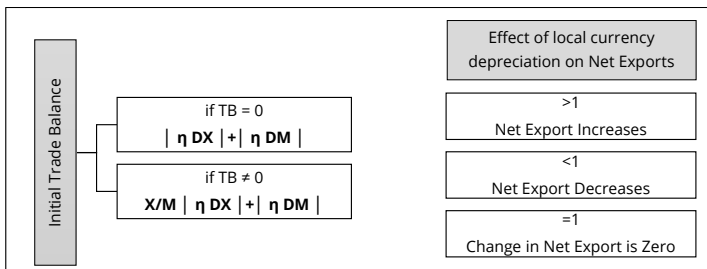 Initial Trade Balance
if TB = 0
| η DX |+| η DM |
if TB ≠ 0
X/M | η DX |+| η DM |
Effect of local currency
depreciation on Net Exports
>1
Net Export Increases
<1
Net Export Decreases
=1
Change in Net Export is Zero